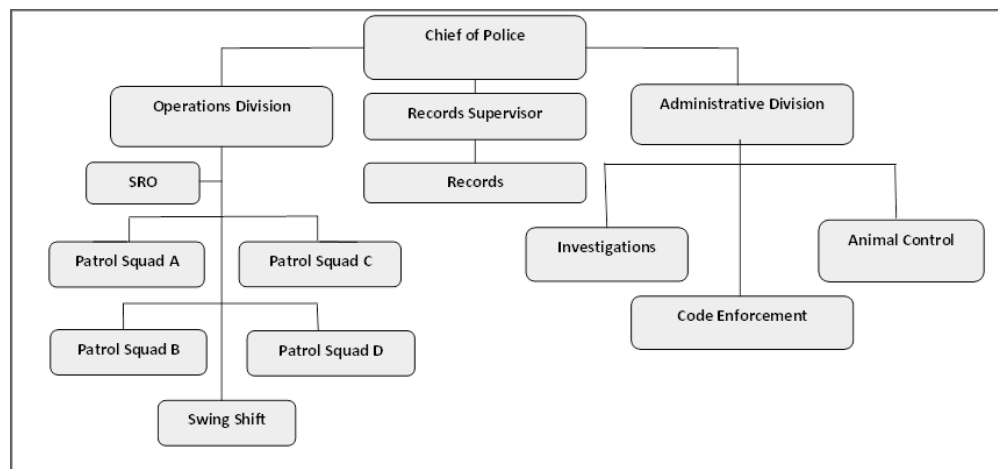 Chief of Police
Operations Division
Records Supervisor
Administrative Division
SRO
Records
Patrol Squad A
Patrol Squad C
Investigations
Animal Control
Code Enforcement
Patrol Squad B
Patrol Squad D
Swing Shift